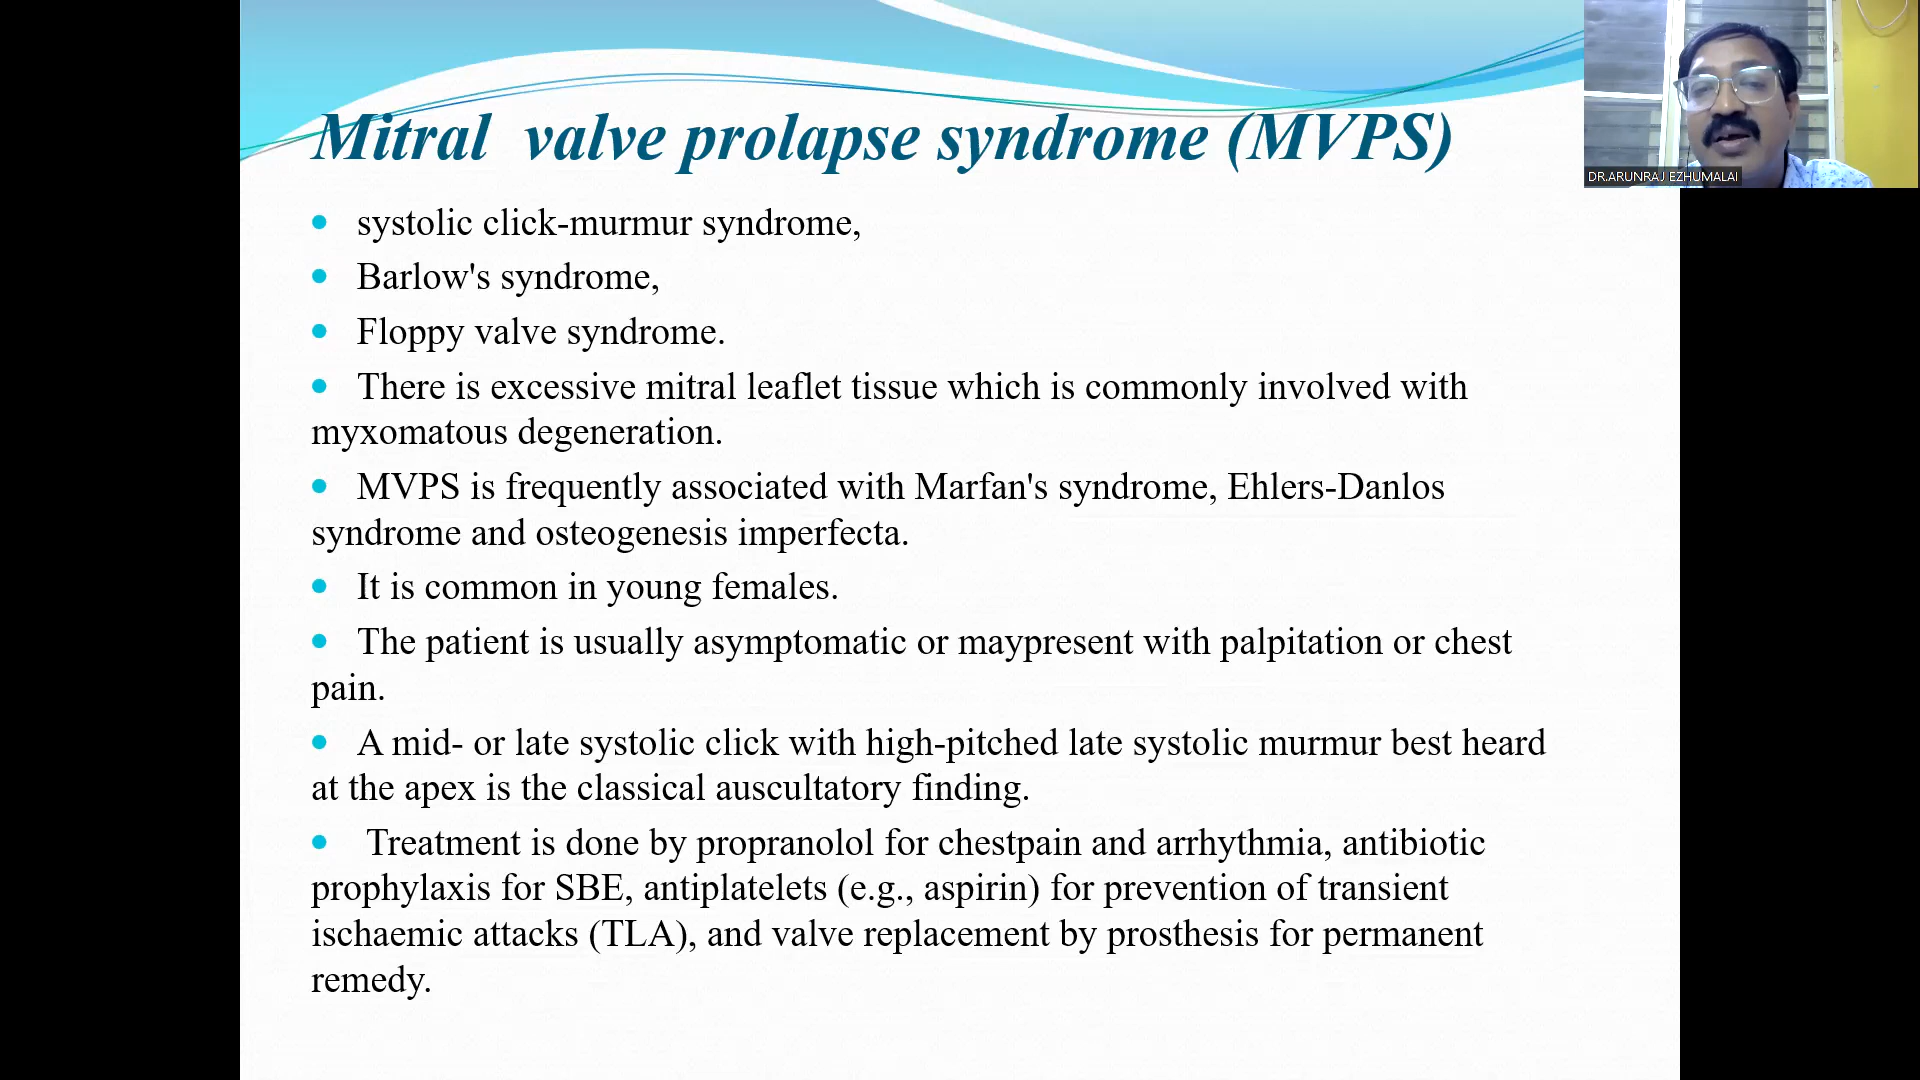 Mitral valve prolapse syndrome (MVPS)
DR.ARUNRAJ EZHUMALAI
• systolic click-murmur syndrome,
• Barlow's syndrome,
• Floppy valve syndrome.
• There is excessive mitral leaflet tissue which is commonly involved with
myxomatous degeneration.
• MVPS is frequently associated with Marfan's syndrome, Ehlers-Danlos
syndrome and osteogenesis imperfecta.
• It is common in young females.
• The patient is usually asymptomatic or maypresent with palpitation or chest
pain.
• A mid- or late systolic click with high-pitched late systolic murmur best heard
at the apex is the classical auscultatory finding.
• Treatment is done by propranolol for chestpain and arrhythmia, antibiotic
prophylaxis for SBE, antiplatelets (e.g., aspirin) for prevention of transient
ischaemic attacks (TLA), and valve replacement by prosthesis for permanent
remedy.